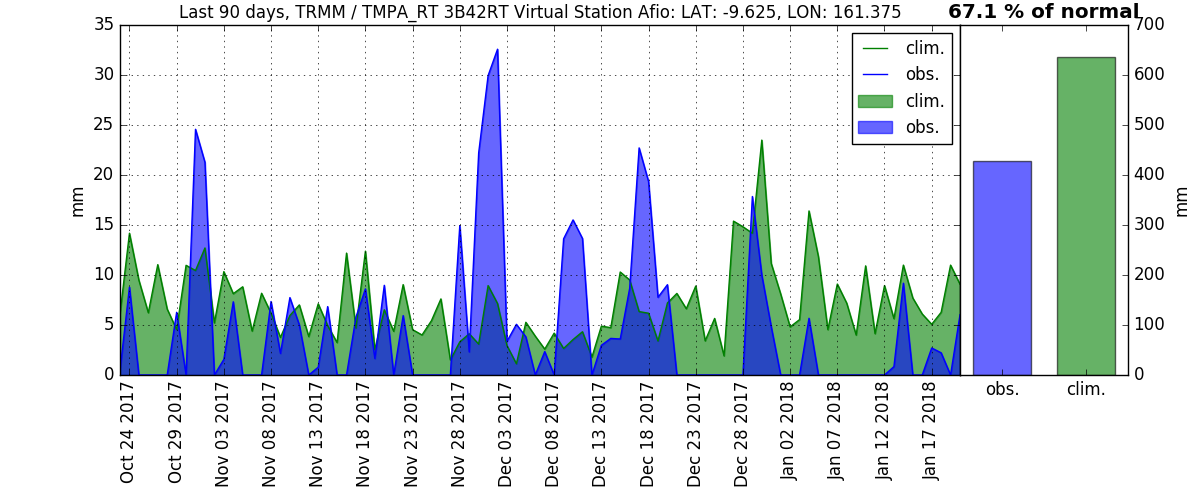 Last 90 days, TRMM / TMPA_RT 3B42RT Virtual Station Afio: LAT: -9.625, LON: 161.375
67.1 % of normal
35
30
25
20
15
10
5
0
mm
clim.
obs.
clim.
obs.
700
600
500
400
300
200
100
0
mm
Oct 24 2017
Oct 29 2017
Nov 03 2017
Nov 08 2017
Nov 13 2017
Nov 18 2017
Nov 23 2017
Nov 28 2017
Dec 03 2017
Dec 08 2017
Dec 13 2017
Dec 18 2017
Dec 23 2017
Dec 28 2017
Jan 02 2018
Jan 07 2018
Jan 12 2018
Jan 17 2018
obs.
clim.